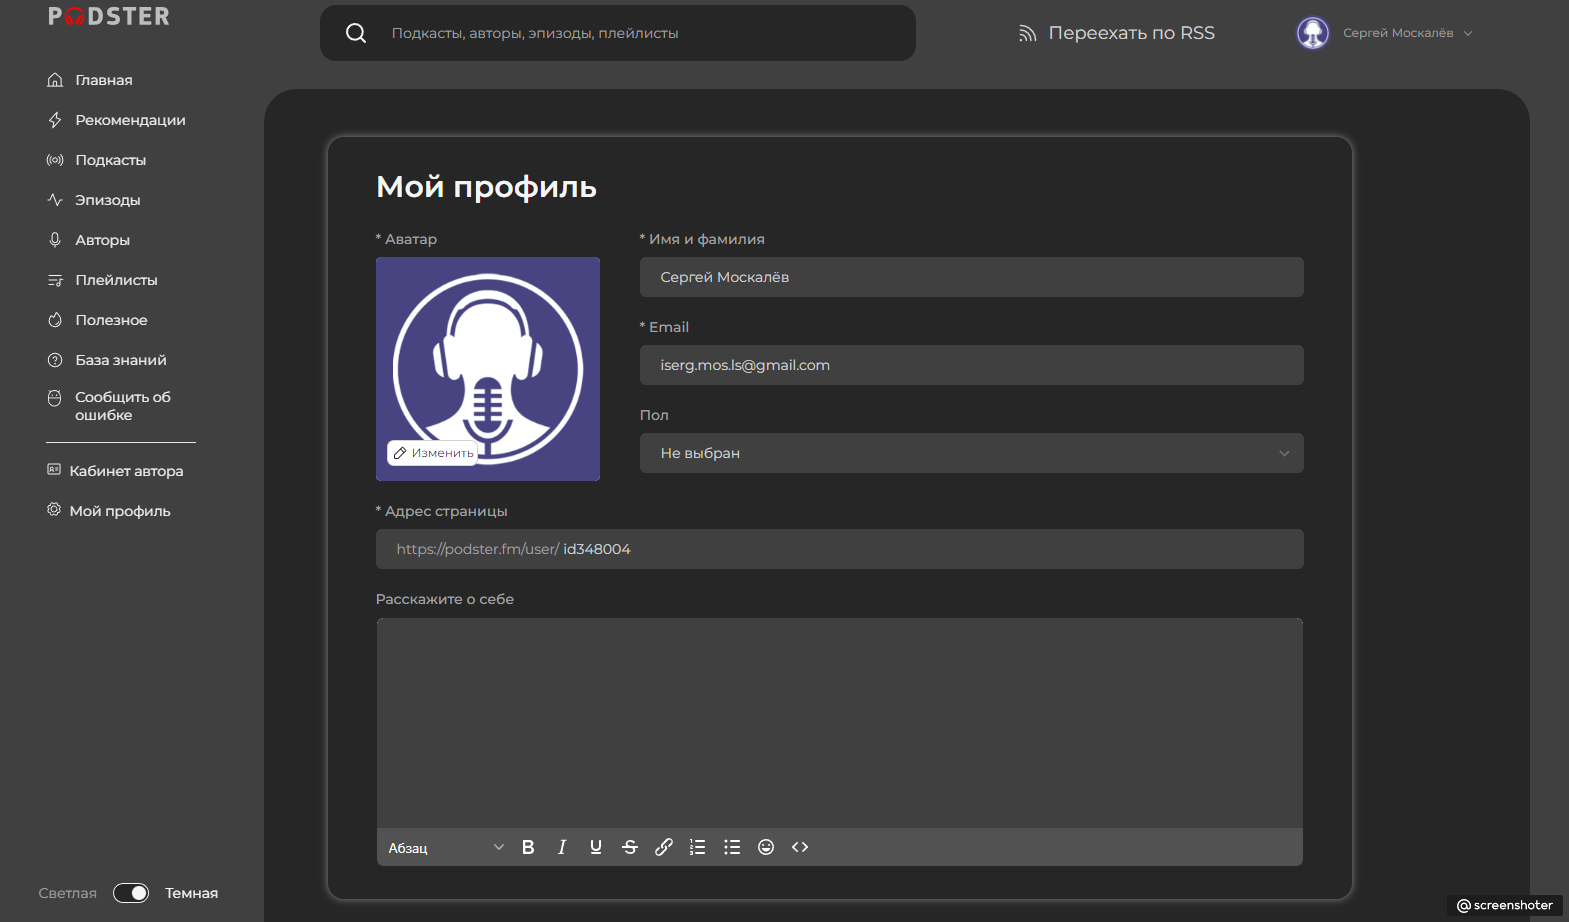 PODSTER
Подкасты, авторы, эпизоды, плейлисты
Переехать по RSS
Сергей Москалёв
Главная
Рекомендации
Подкасты
Эпизоды
Авторы
Плейлисты
Полезное
База знаний
Сообщить об
ошибке
Кабинет автора
Мой профиль
Светлая
Темная
Мой профиль
* Аватар
Изменить
* Имя и фамилия
Сергей Москалёв
* Email
iserg.mos.ls@gmail.com
Пол
Не выбран
* Адрес страницы
https://podster.fm/user/ id348004
Расскажите о себе
Абзац
@screenshoter